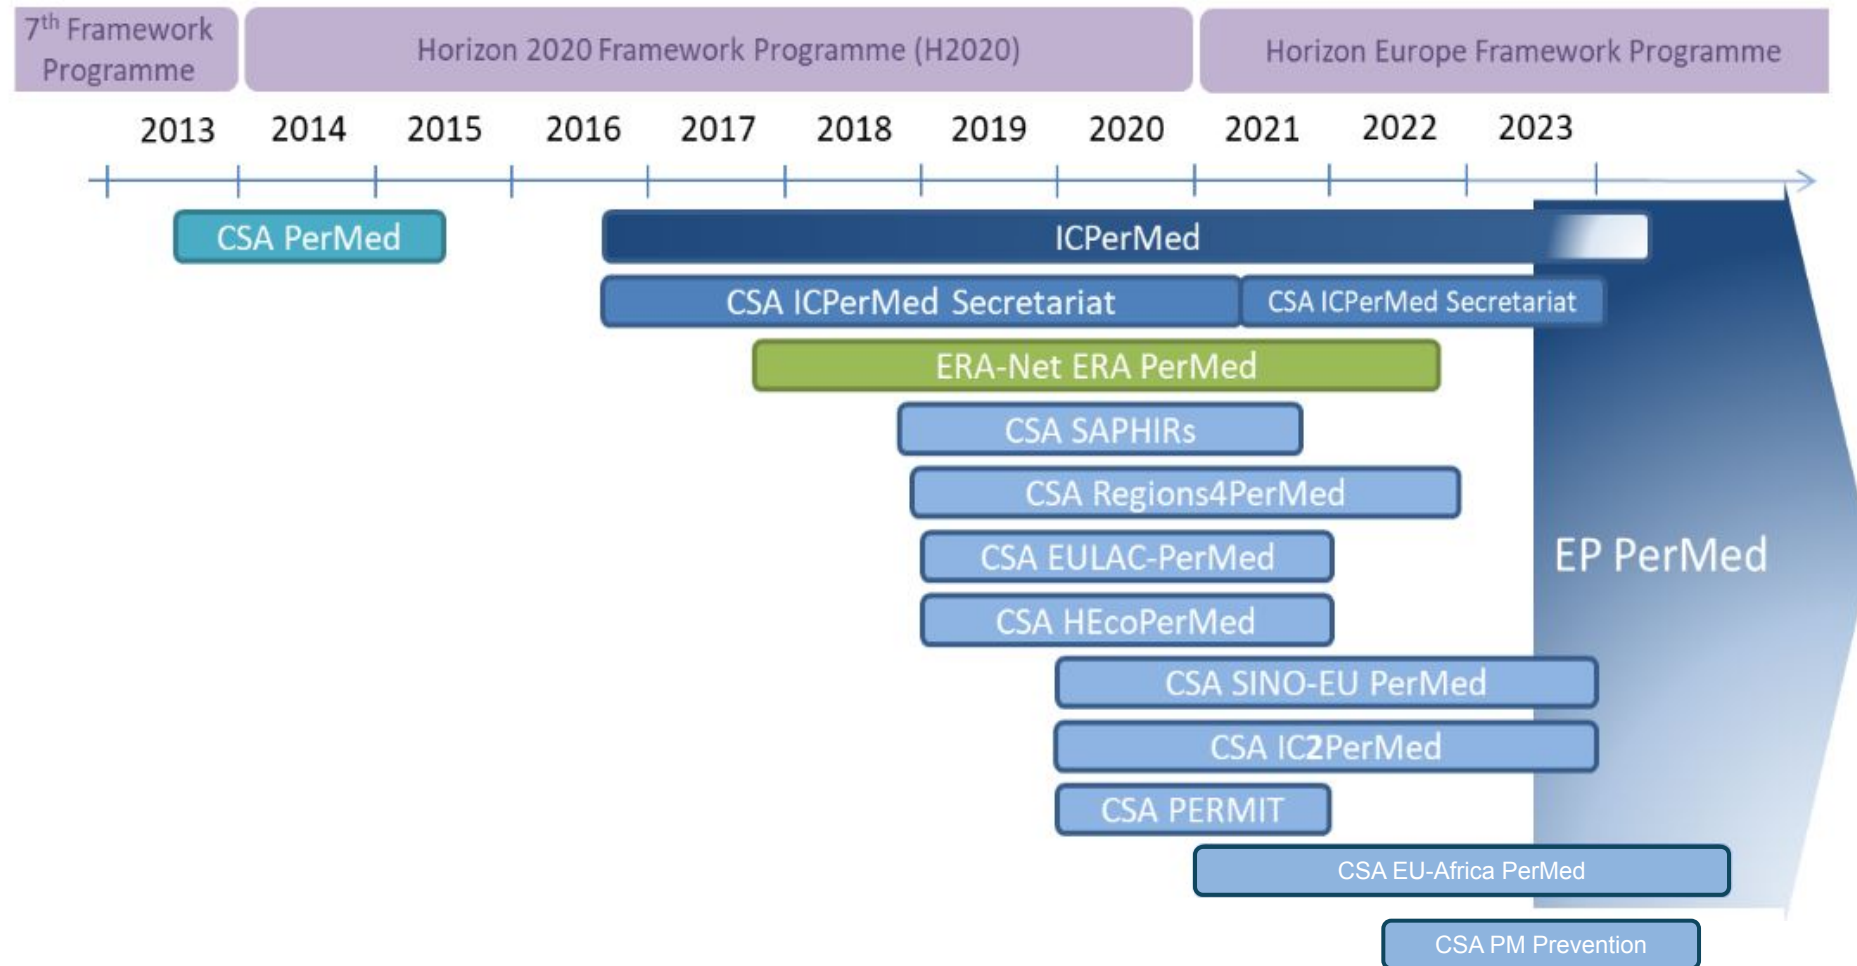 7th Framework
Programme
Horizon 2020 Framework Programme (H2020)
Horizon Europe Framework Programme
2013 2014 2015 2016 2017 2018 2019 2020 2021 2022 2023
CSA PerMed
ICPerMed
CSA ICPerMed Secretariat
CSA ICPerMed Secretariat
ERA-Net ERA PerMed
CSA SAPHIRs
CSA Regions4PerMed
CSA EULAC-PerMed
EP PerMed
CSA HEcoPerMed
CSA SINO-EU PerMed
CSA IC2PerMed
CSA PERMIT
CSA EU-Africa PerMed
CSA PM Prevention